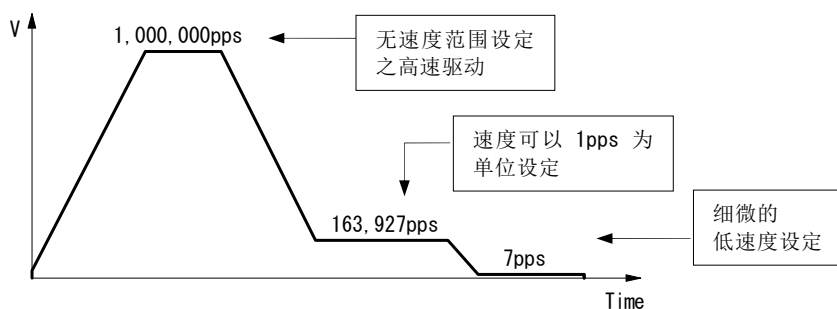 V
1,000,000pps
无速度范围设定
之高速驱动
速度可以 1pps 为
单位设定
163,927pps
细微的
低速度设定
7pps
Time